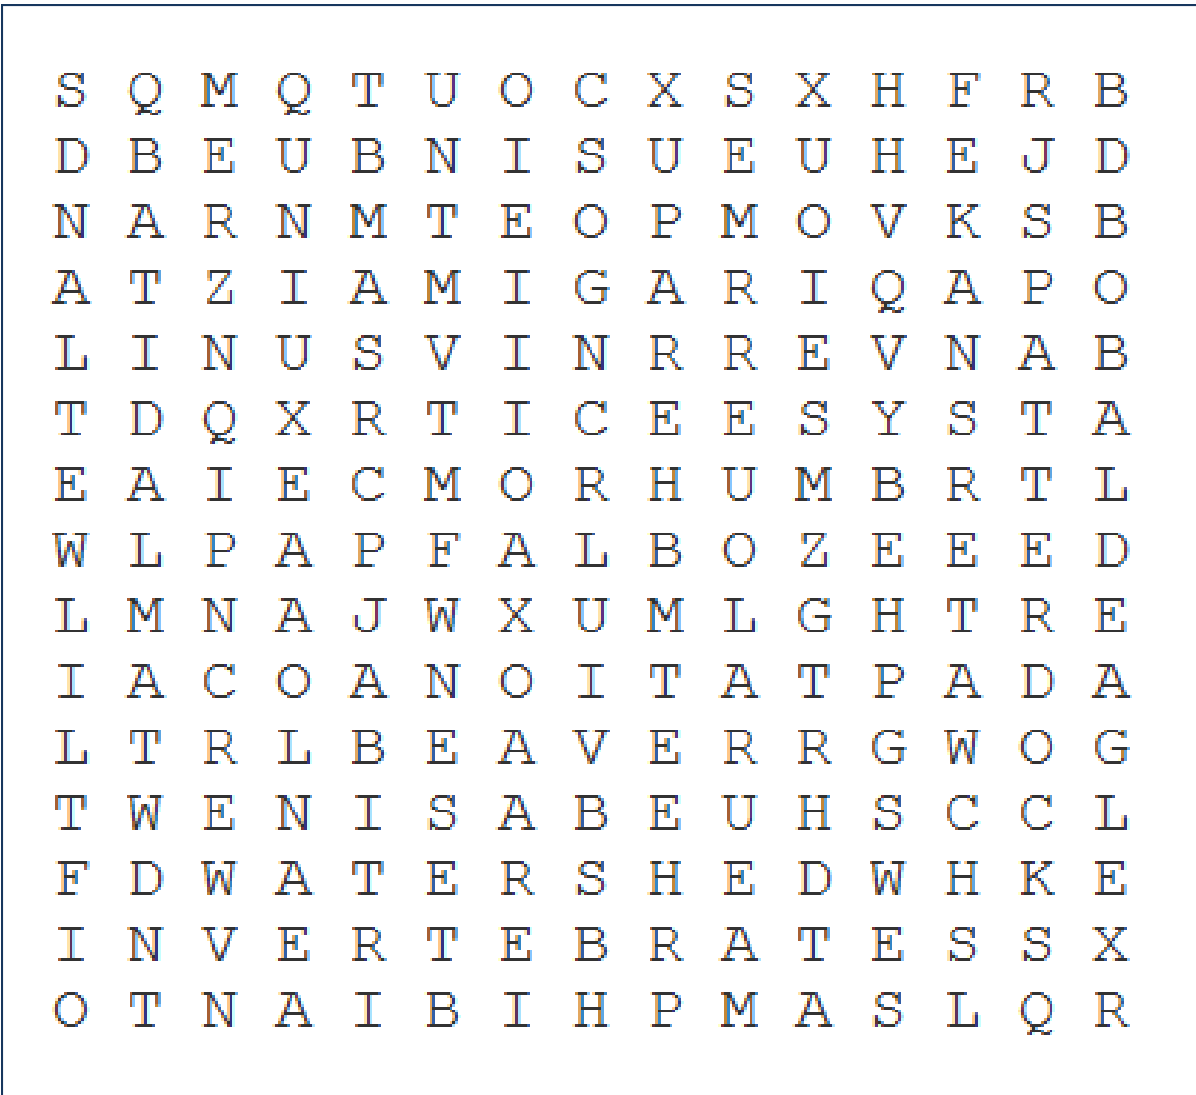 S Q M Q T U O C X S X H F R B
D B E U B N I S U E U H E J D
N A R N M T E O P M O V K S B
A T Z I A M I G A R I Q A P O
L I N U S V I N R R E V N A B
T D Q X R T I C E E S Y S T A
E A I E C M O R H U M B R T L
W L P A P F A L B O Z E E E D
L M N A J W X U M L G H T R E
I A C O A N O I T A T P A D A
L T R L B E A V E R R G W O G
T W E N I S A B E U H S C C L
F D W A T E R S H E D W H K E
I N V E R T E B R A T E S S X
O T N A I B I H P M A S L Q R